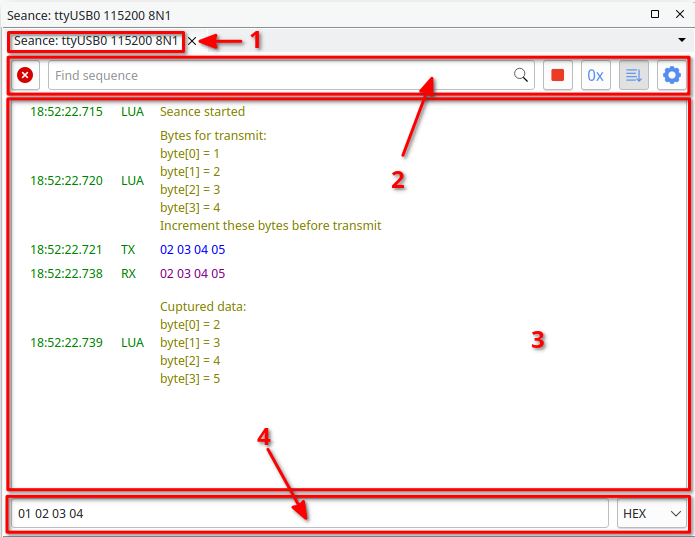 Seance: ttyUSB0 115200 8N1
Seance: ttyUSB0 115200 8N1
1
Find sequence
0x
2
18:52:22.715 LUA Seance started
Bytes for transmit:
byte[0] = 1
byte[1] = 2
18:52:22.720 LUA
byte[2] = 3
byte[3] = 4
Increment these bytes before transmit
18:52:22.721 TX 02 03 04 05
18:52:22.738 RX 02 03 04 05
Cuptured data:
byte[0] = 2
18:52:22.739 LUA byte[1] = 3
byte[2] = 4
byte[3] = 5
3
4
01 02 03 04 HEX